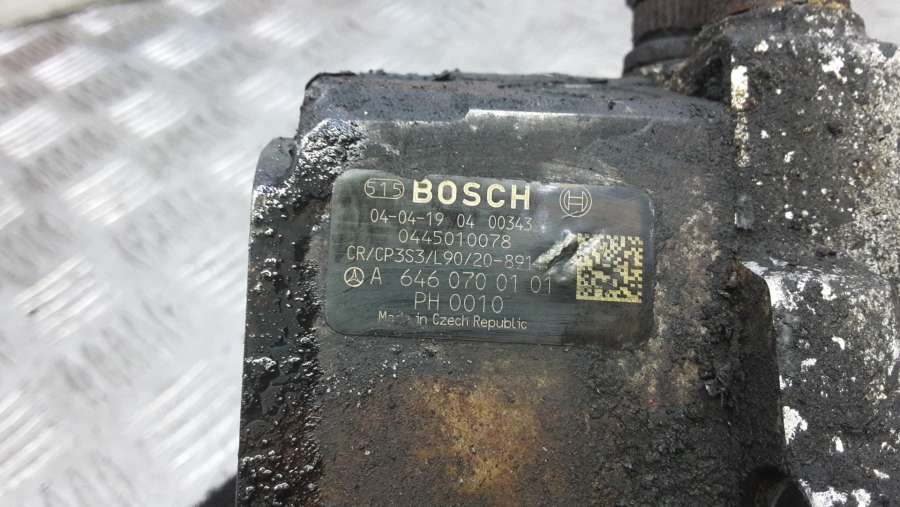 515 BOSCH
04-04-19 04 00343
0445010078
CR/CP3S3/L90/20-891
A 646 070 01 01
PH 0010
Made in Czech Republic